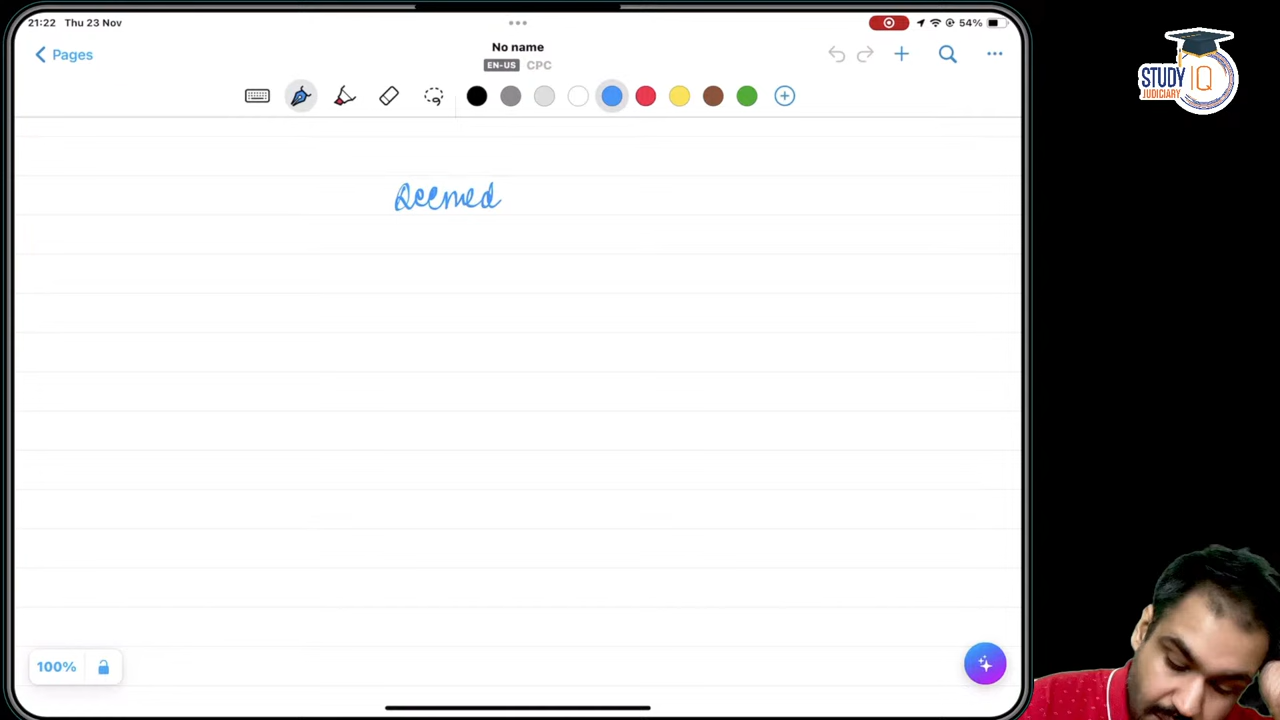 21:22 Thu 23 Nov 54%
Pages
No name
EN-US CPC
STUDY IQ
JUDICIARY
Deemed
100%